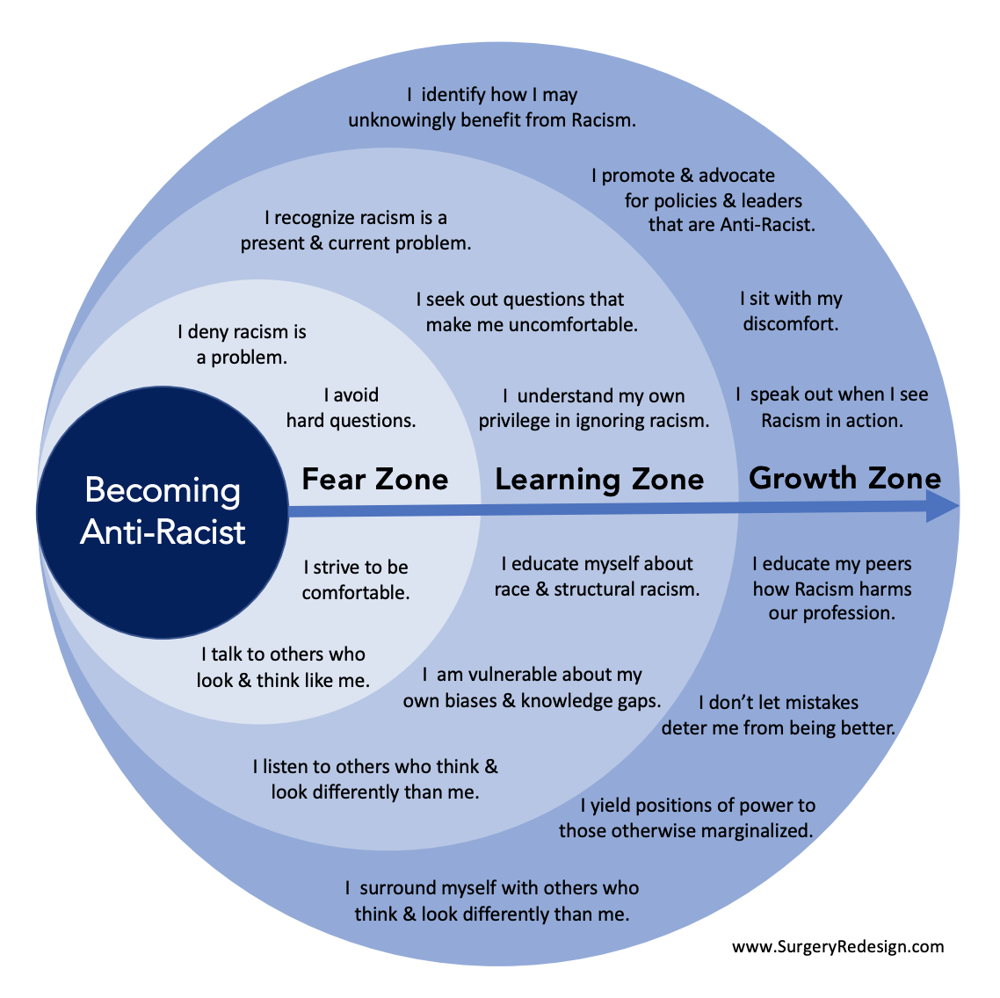 I identify how I may
unknowingly benefit from Racism.
I promote & advocate
for policies & leaders
that are Anti-Racist.
I recognize racism is a
present & current problem.
I seek out questions that
make me uncomfortable.
I sit with my
discomfort.
I deny racism is
a problem.
I avoid
hard questions.
I understand my own
privilege in ignoring racism.
I speak out when I see
Racism in action.
Becoming
Anti-Racist
Fear Zone
Learning Zone
Growth Zone
I strive to be
comfortable.
I educate myself about
race & structural racism.
I educate my peers
how Racism harms
our profession.
I talk to others who
look & think like me.
I am vulnerable about my
own biases & knowledge gaps.
I don’t let mistakes
deter me from being better.
I listen to others who think &
look differently than me.
I yield positions of power to
those otherwise marginalized.
I surround myself with others who
think & look differently than me.
www.SurgeryRedesign.com